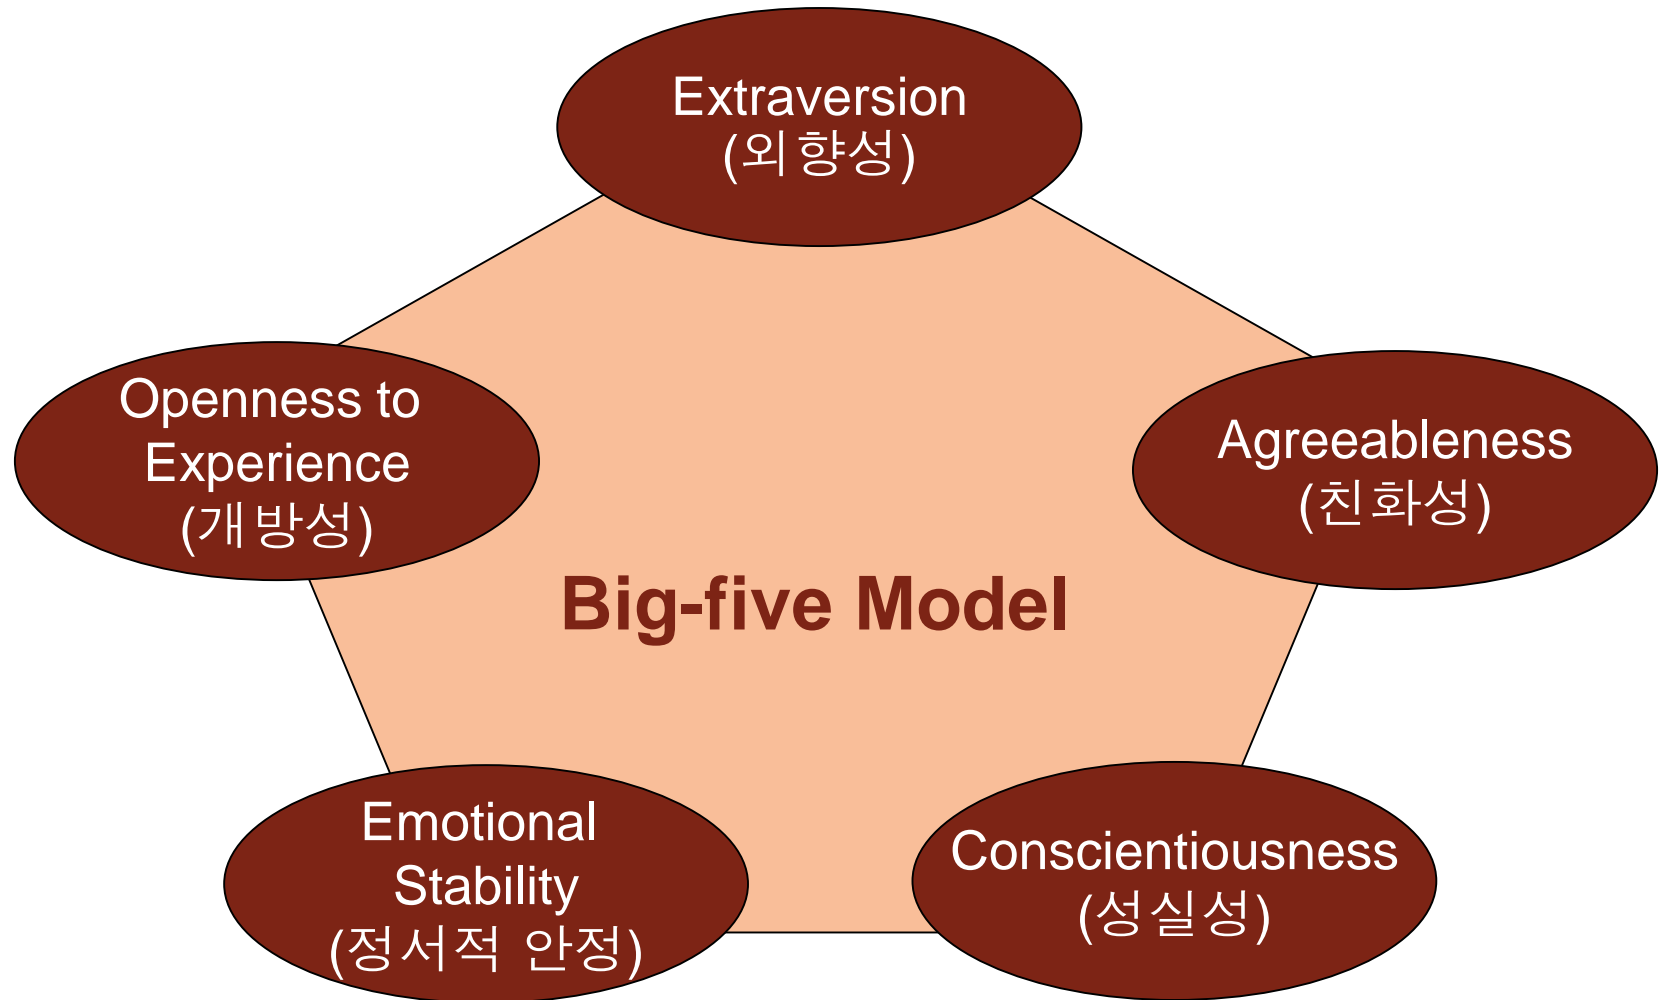 Extraversion
(외향성)
Openness to
Experience
(개방성)
Agreeableness
(친화성)
Big-five Model
Emotional
Stability
(정서적 안정)
Conscientiousness
(성실성)